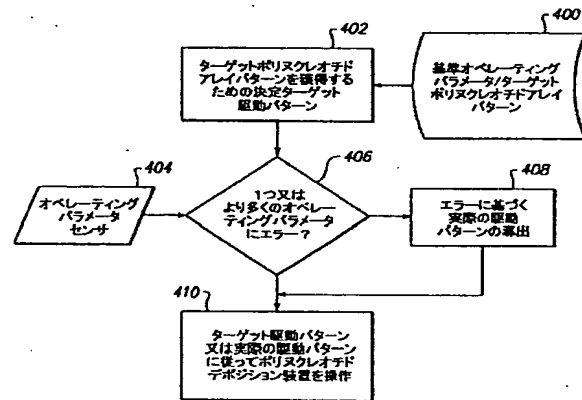 402
ターゲットポリヌクレオチド
アレイパターンを獲得する
ための決定ターゲット
駆動パターン
400
基準オペレーティング
パラメータ/ターゲット
ポリヌクレオチドアレイ
パターン
404
オペレーティング
パラメータ
センサ
406
1つ又は
より多くのオペレー
ティングパラメータ
にエラー?
408
エラーに基づく
実際の駆動
パターンの導出
410
ターゲット駆動パターン
又は実際の駆動パターン
に従ってポリヌクレオチド
デポジション装置を操作